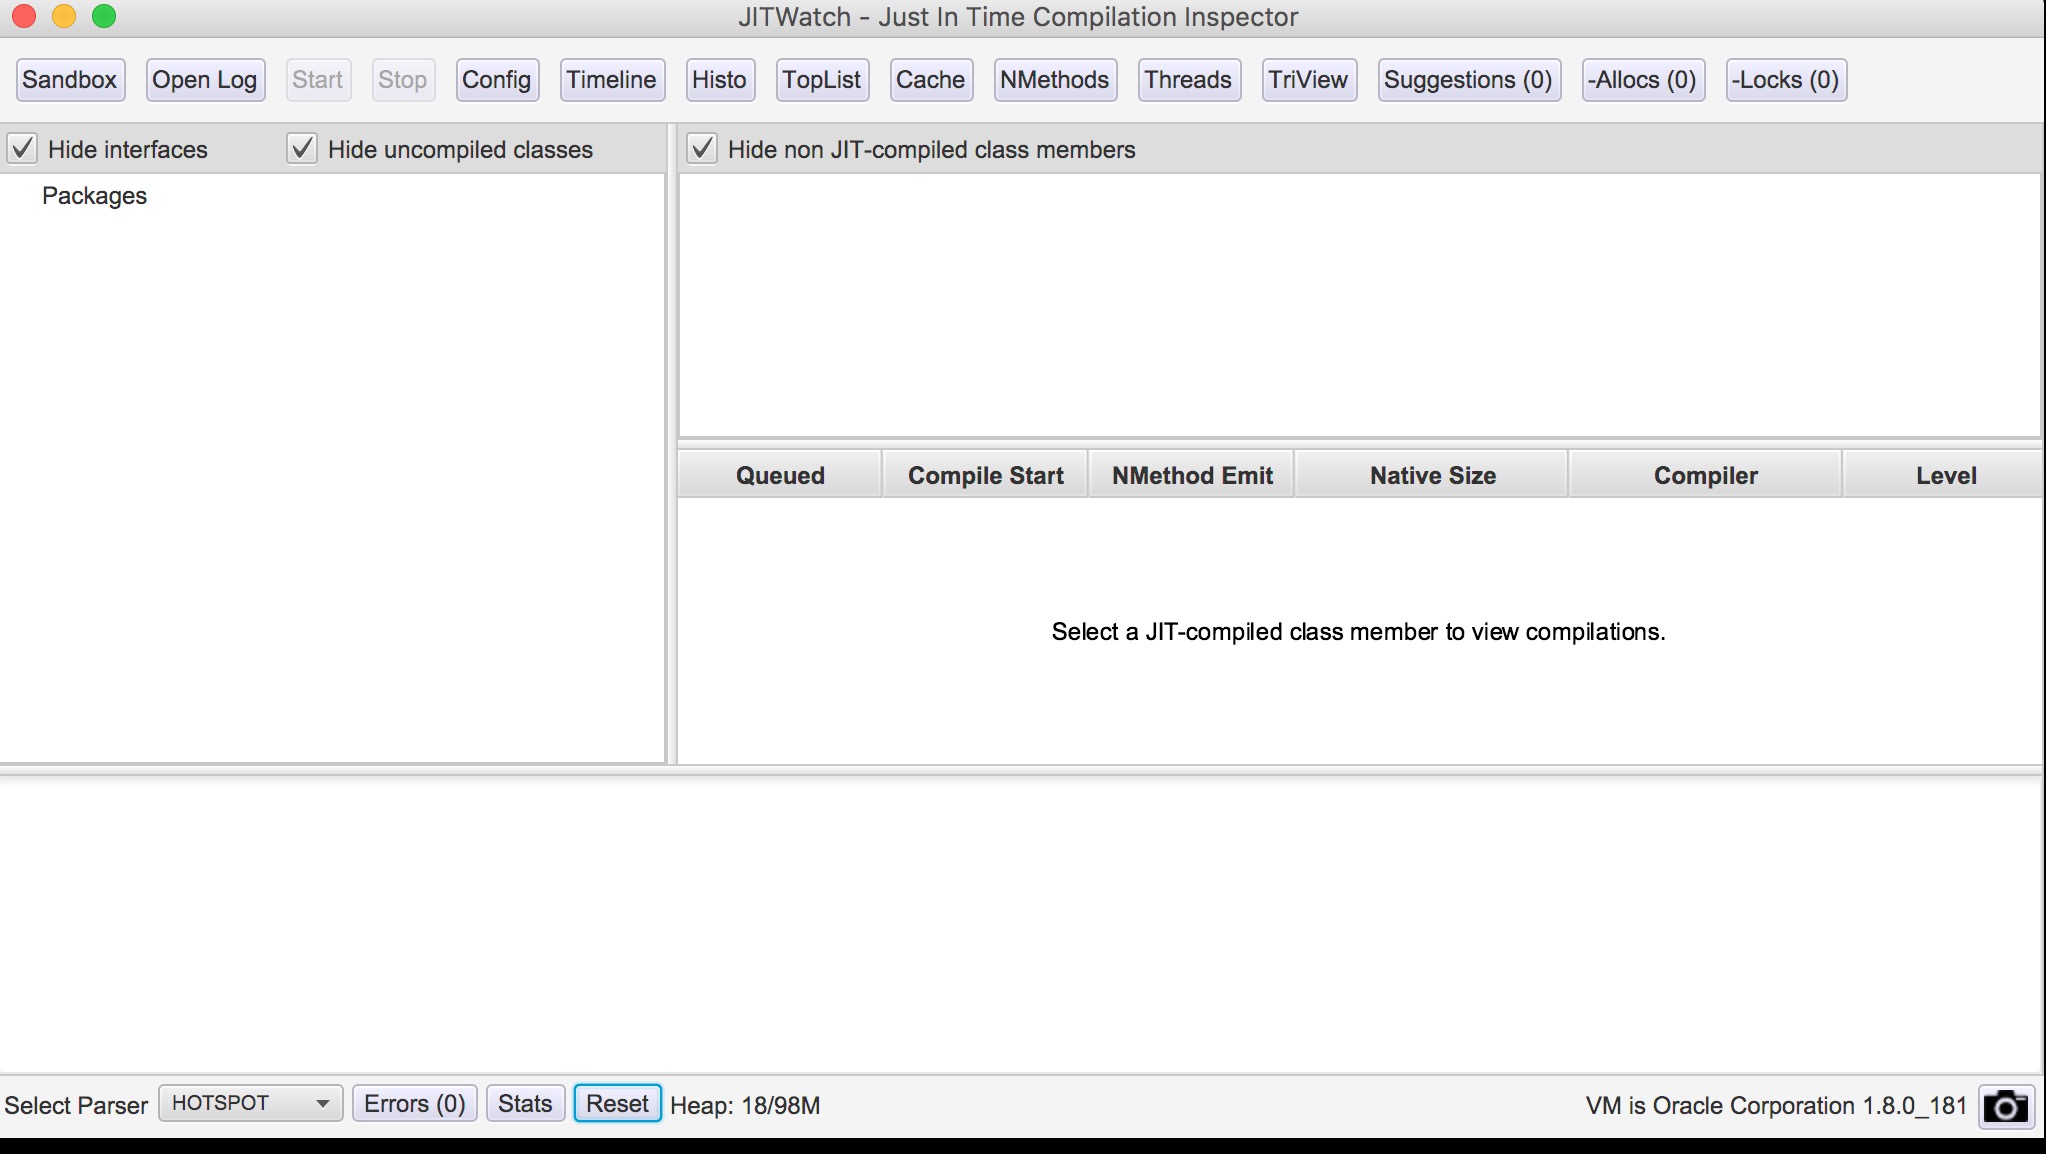 JITWatch - Just In Time Compilation Inspector
Sandbox Open Log Start Stop Config Timeline Histo TopList Cache NMethods Threads TriView Suggestions (0) -Allocs (0) -Locks (0)
Hide interfaces Hide uncompiled classes Hide non JIT-compiled class members
Packages
Queued Compile Start NMethod Emit Native Size Compiler Level
Select a JIT-compiled class member to view compilations.
Select Parser HOTSPOT Errors (0) Stats Reset Heap: 18/98M VM is Oracle Corporation 1.8.0_181